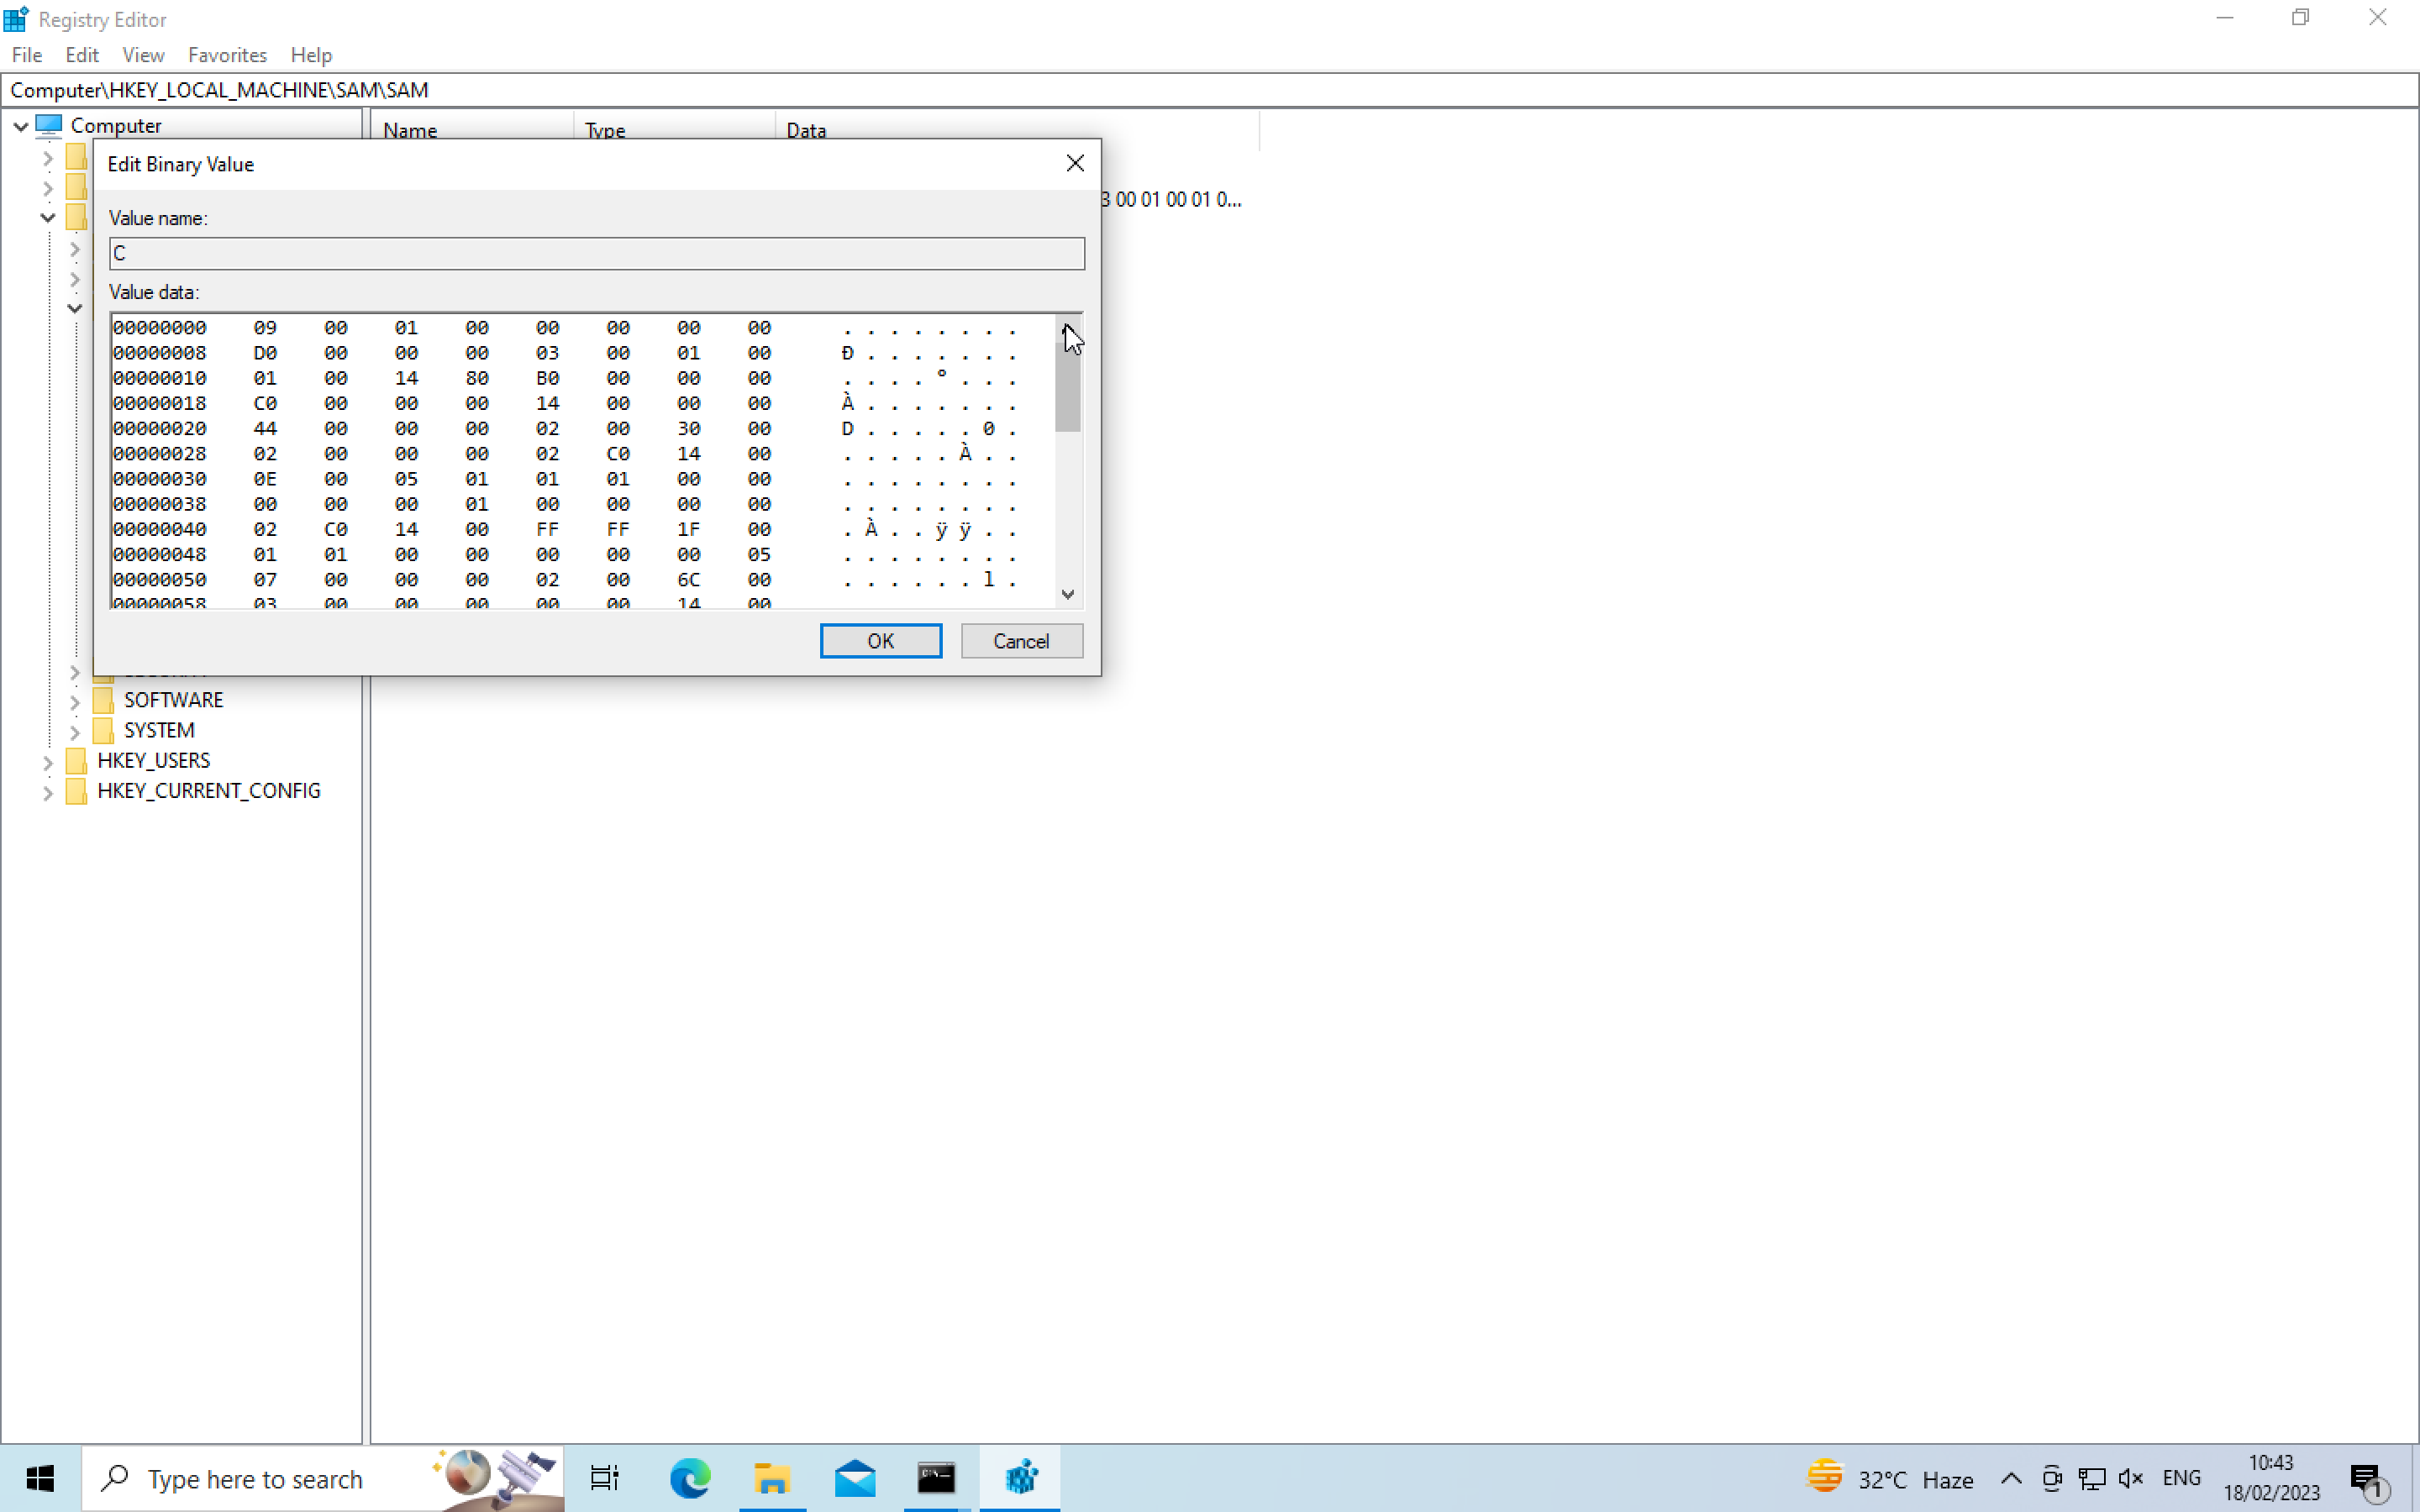 Registry Editor
File Edit View Favorites Help
Computer\HKEY_LOCAL_MACHINE\SAM\SAM
Computer
Name Type Data
Edit Binary Value
3 00 01 00 01 0...
Value name:
C
Value data:
00000000 09 00 01 00 00 00 00 00 . . . . . . . .
00000008 D0 00 00 00 03 00 01 00 Ð . . . . . . .
00000010 01 00 14 80 B0 00 00 00 . . . . ° . . .
00000018 C0 00 00 00 14 00 00 00 À . . . . . . .
00000020 44 00 00 00 02 00 30 00 D . . . . . 0 .
00000028 02 00 00 00 02 C0 14 00 . . . . . À . .
00000030 0E 00 05 01 01 01 00 00 . . . . . . . .
00000038 00 00 00 01 00 00 00 00 . . . . . . . .
00000040 02 C0 14 00 FF FF 1F 00 . À . . ÿ ÿ . .
00000048 01 01 00 00 00 00 00 05 . . . . . . . .
00000050 07 00 00 00 02 00 6C 00 . . . . . . l .
00000058 03 00 00 00 00 00 14 00
OK Cancel
SOFTWARE
SYSTEM
HKEY_USERS
HKEY_CURRENT_CONFIG
Type here to search
32°C Haze
ENG
10:43
18/02/2023
1